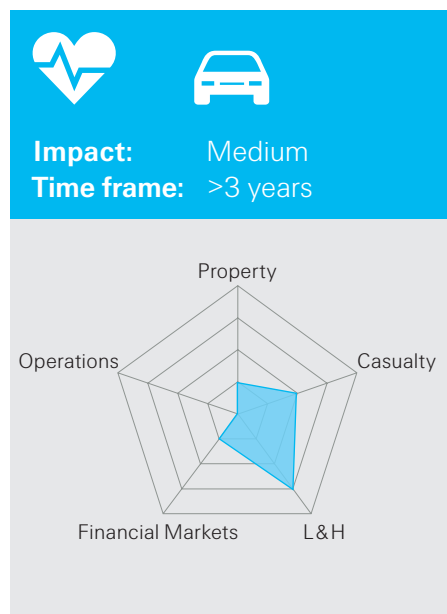 Impact: Medium
Time frame: >3 years
Property
Operations Casualty
Financial Markets L&H